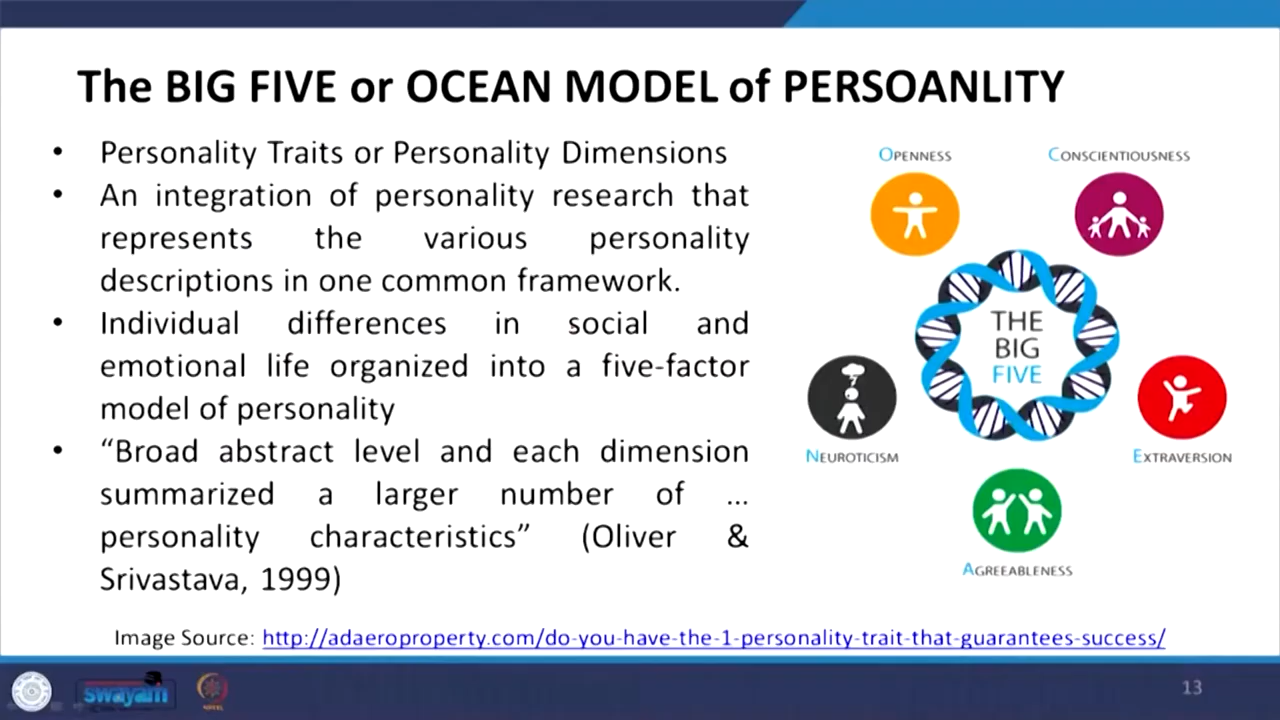 The BIG FIVE or OCEAN MODEL of PERSOANLITY
• Personality Traits or Personality Dimensions
• An integration of personality research that
represents the various personality
descriptions in one common framework.
• Individual differences in social and
emotional life organized into a five-factor
model of personality
• “Broad abstract level and each dimension
summarized a larger number of ...
personality characteristics” (Oliver &
Srivastava, 1999)
OPENNESS
CONSCIENTIOUSNESS
THE
BIG
FIVE
NEUROTICISM
EXTRAVERSION
AGREEABLENESS
Image Source: http://adaeroproperty.com/do-you-have-the-1-personality-trait-that-guarantees-success/
swayam
13